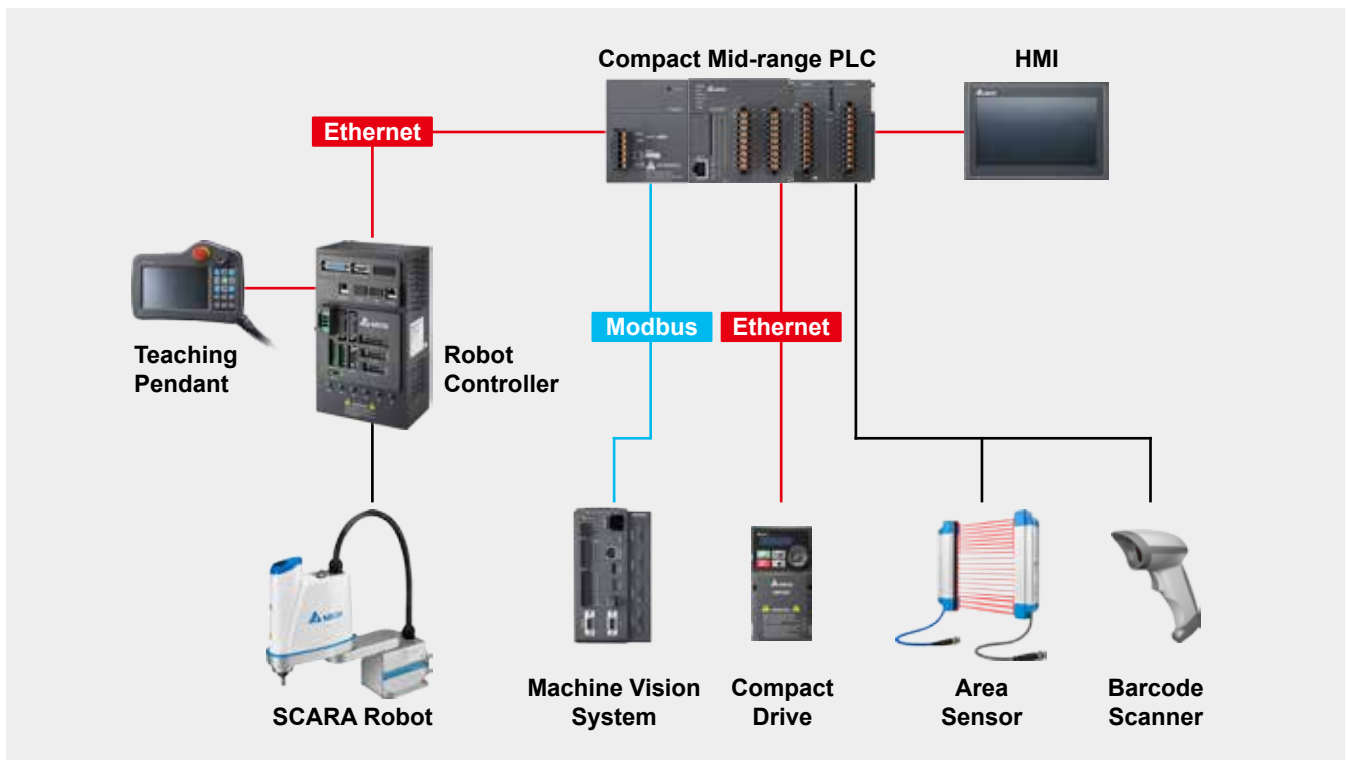 Compact Mid-range PLC
HMI
Ethernet
Modbus
Ethernet
Teaching
Pendant
Robot
Controller
SCARA Robot
Machine Vision
System
Compact
Drive
Area
Sensor
Barcode
Scanner